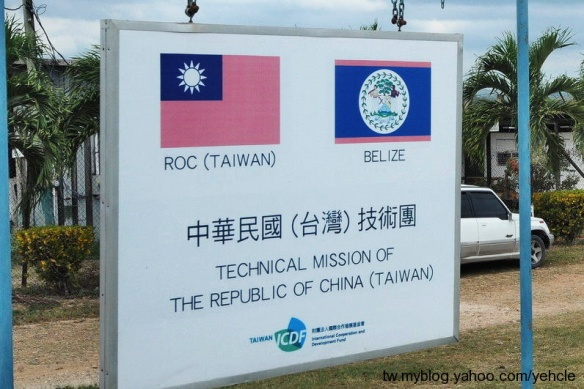 ROC (TAIWAN)
BELIZE
中華民國(台灣)技術團
TECHNICAL MISSION OF
THE REPUBLIC OF CHINA (TAIWAN)
TAIWAN ICDF
財團法人國際合作發展基金會
International Cooperation and
Development Fund
tw.myblog.yahoo.com/yehcle